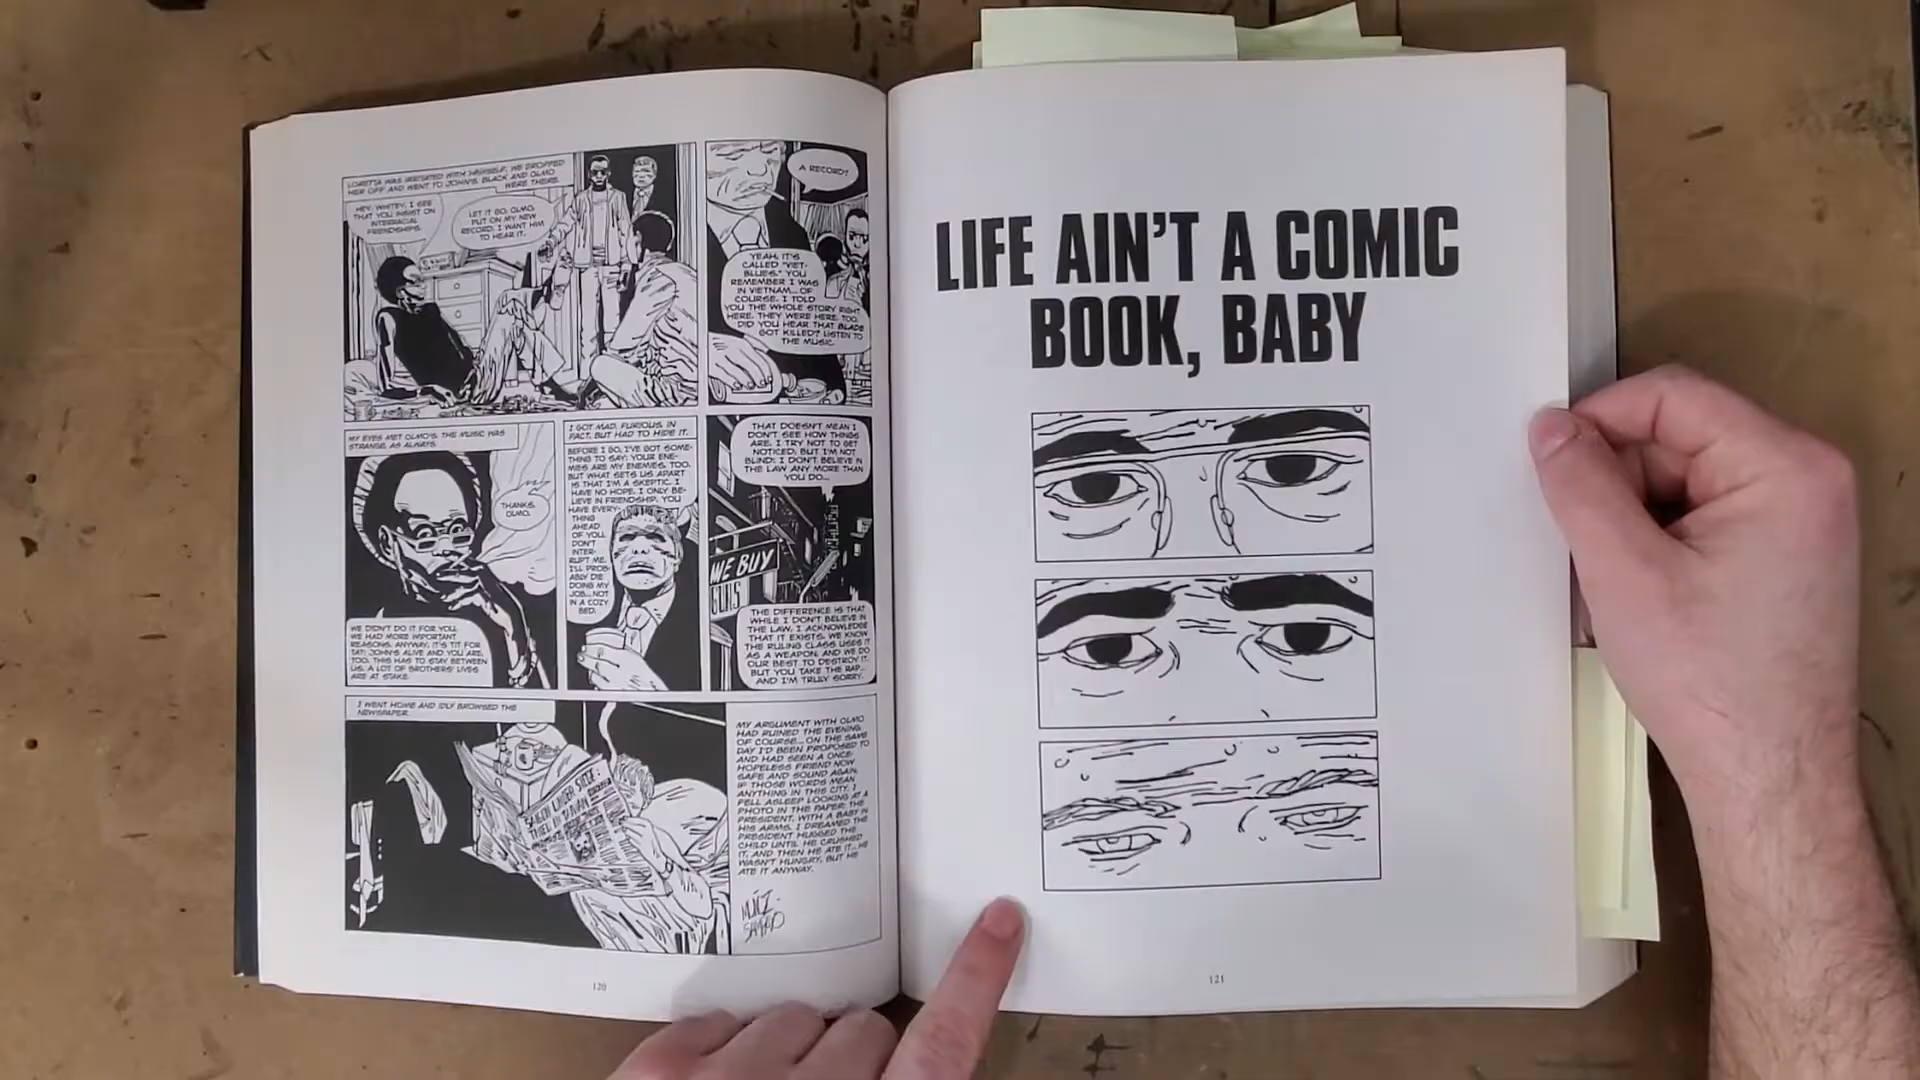 LORETTA WAS IRRITATED WITH HIMSELF. WE DROPPED
HER OFF AND WENT TO JOHN'S. BLACK AND OLMO
WERE THERE.
HEY, WHITEY, I SEE
THAT YOU INSIST ON
INTERRACIAL
FRIENDSHIPS.
LET IT GO, OLMO.
PUT ON MY NEW
RECORD. I WANT HIM
TO HEAR IT.
A RECORD?
YEAH, IT'S
CALLED "VIET-
BLUES." YOU
REMEMBER I WAS
IN VIETNAM... OF
COURSE. I TOLD
YOU THE WHOLE STORY RIGHT
HERE. THEY WERE HERE, TOO.
DID YOU HEAR THAT BLADE
GOT KILLED? LISTEN TO
THE MUSIC.
MY EYES MET OLMO'S. THE MUSIC WAS
STRANGE, AS ALWAYS.
THANKS,
OLMO.
WE DIDN'T DO IT FOR YOU.
WE HAD MORE IMPORTANT
REASONS. ANYWAY, IT'S TIT FOR
TAT: JOHN'S ALIVE AND YOU ARE,
TOO. THIS HAS TO STAY BETWEEN
US. A LOT OF BROTHERS' LIVES
ARE AT STAKE.
I GOT MAD, FURIOUS, IN
FACT, BUT HAD TO HIDE IT.
BEFORE I GO, I'VE GOT SOME-
THING TO SAY: YOUR ENE-
MIES ARE MY ENEMIES, TOO.
BUT WHAT SETS US APART
IS THAT I'M A SKEPTIC. I
HAVE NO HOPE. I ONLY BE-
LIEVE IN FRIENDSHIP. YOU
HAVE EVERY-
THING
AHEAD
OF YOU.
DON'T
INTER-
RUPT ME.
I'LL PROB-
ABLY DIE
DOING MY
JOB... NOT
IN A COZY
BED.
THAT DOESN'T MEAN I
DON'T SEE HOW THINGS
ARE. I TRY NOT TO GET
NOTICED, BUT I'M NOT
BLIND: I DON'T BELIEVE IN
THE LAW ANY MORE THAN
YOU DO...
WE BUY
GUNS
THE DIFFERENCE IS THAT
WHILE I DON'T BELIEVE IN
THE LAW, I ACKNOWLEDGE
THAT IT EXISTS. WE KNOW
THE RULING CLASS USES IT
AS A WEAPON, AND WE DO
OUR BEST TO DESTROY IT.
BUT YOU TAKE THE RAP...
AND I'M TRULY SORRY.
I WENT HOME AND IDLY BROWSED THE
NEWSPAPER.
SAIGON UNDER SIEGE:
THIEU IN TAIWAN
MY ARGUMENT WITH OLMO
HAD RUINED THE EVENING,
OF COURSE... ON THE SAME
DAY I'D BEEN PROPOSED TO
AND HAD SEEN A ONCE-
HOPELESS FRIEND NOW
SAFE AND SOUND AGAIN.
IF THOSE WORDS MEAN
ANYTHING IN THIS CITY. I
FELL ASLEEP LOOKING AT A
PHOTO IN THE PAPER: THE
PRESIDENT, WITH A BABY IN
HIS ARMS. I DREAMED THE
PRESIDENT HUGGED THE
CHILD UNTIL HE CRUSHED
IT, AND THEN HE ATE IT... HE
WASN'T HUNGRY, BUT HE
ATE IT ANYWAY.
MUÑOZ-
SAMPAYO
120
LIFE AIN'T A COMIC
BOOK, BABY
121